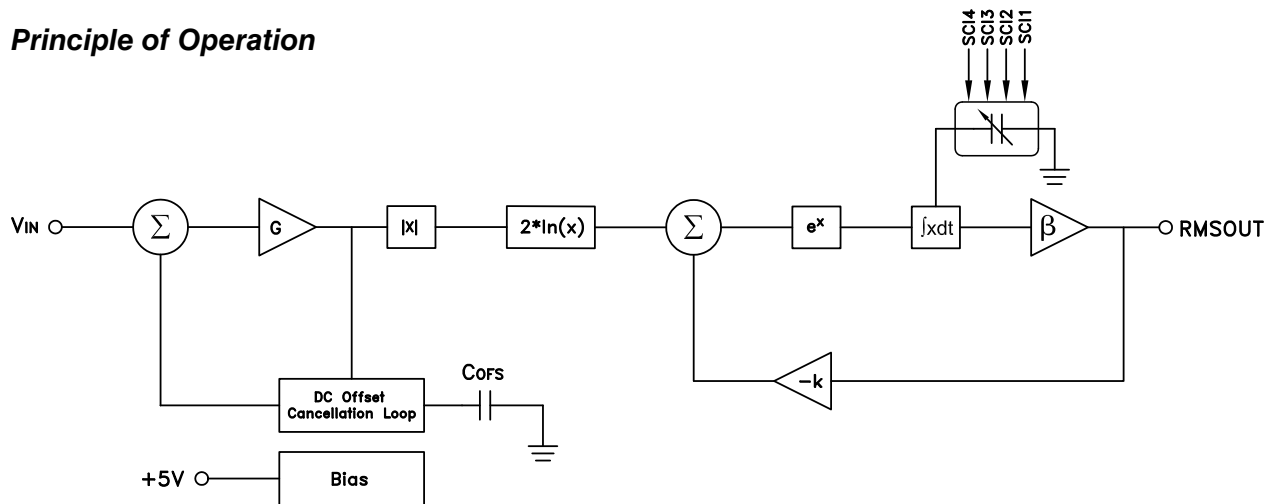 Principle of Operation
SCI4
SCI3
SCI2
SCI1
VIN
Σ
G
|x|
2*ln(x)
Σ
eˣ
∫xdt
β
RMSOUT
-k
DC Offset
Cancellation Loop
COFS
+5V
Bias